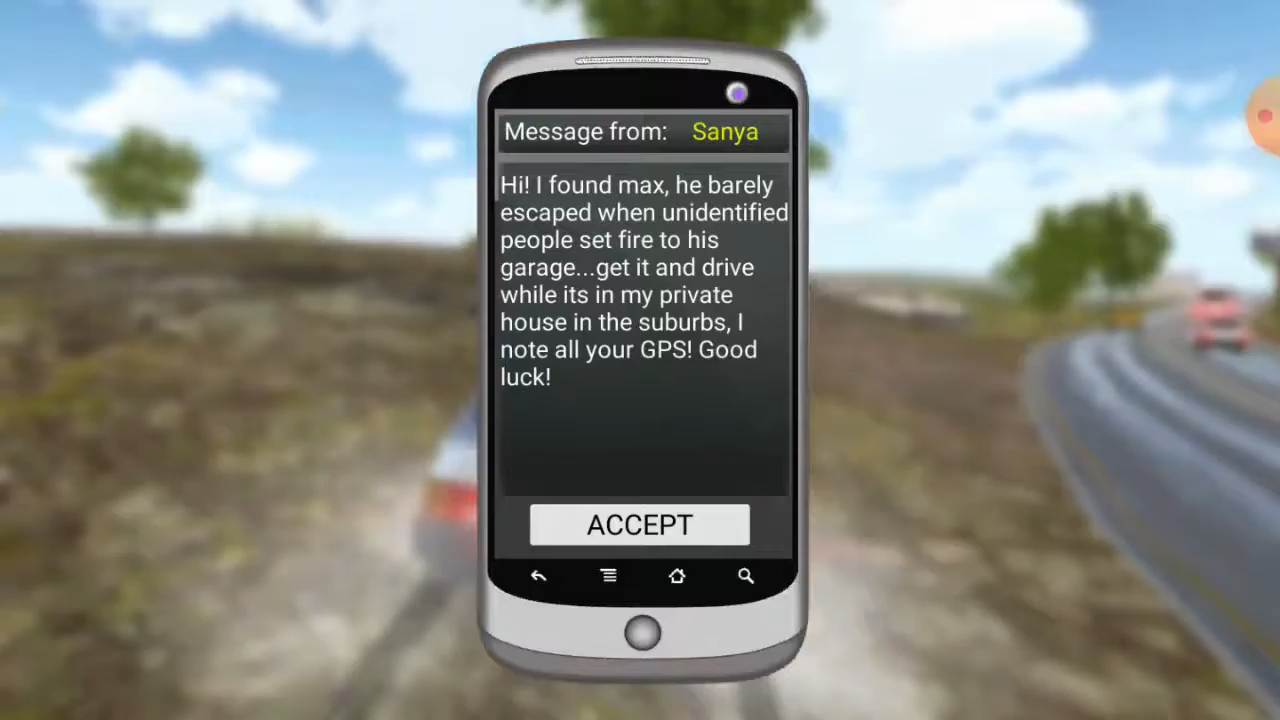 Message from: Sanya
Hi! I found max, he barely
escaped when unidentified
people set fire to his
garage...get it and drive
while its in my private
house in the suburbs, I
note all your GPS! Good
luck!
ACCEPT